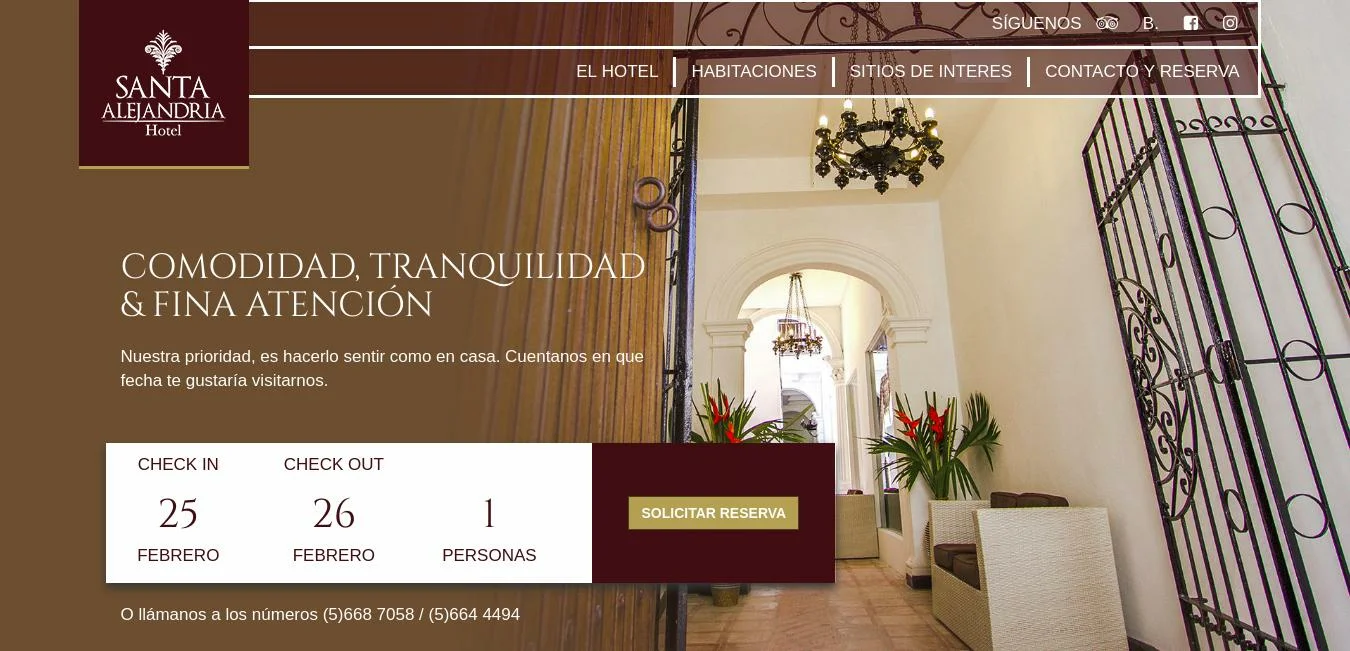 SÍGUENOS B.
SANTA
ALEJANDRIA
Hotel
EL HOTEL
HABITACIONES
SITIOS DE INTERES
CONTACTO Y RESERVA
COMODIDAD, TRANQUILIDAD
& FINA ATENCIÓN
Nuestra prioridad, es hacerlo sentir como en casa. Cuentanos en que
fecha te gustaría visitarnos.
CHECK IN
25
FEBRERO
CHECK OUT
26
FEBRERO
1
PERSONAS
SOLICITAR RESERVA
O llámanos a los números (5)668 7058 / (5)664 4494